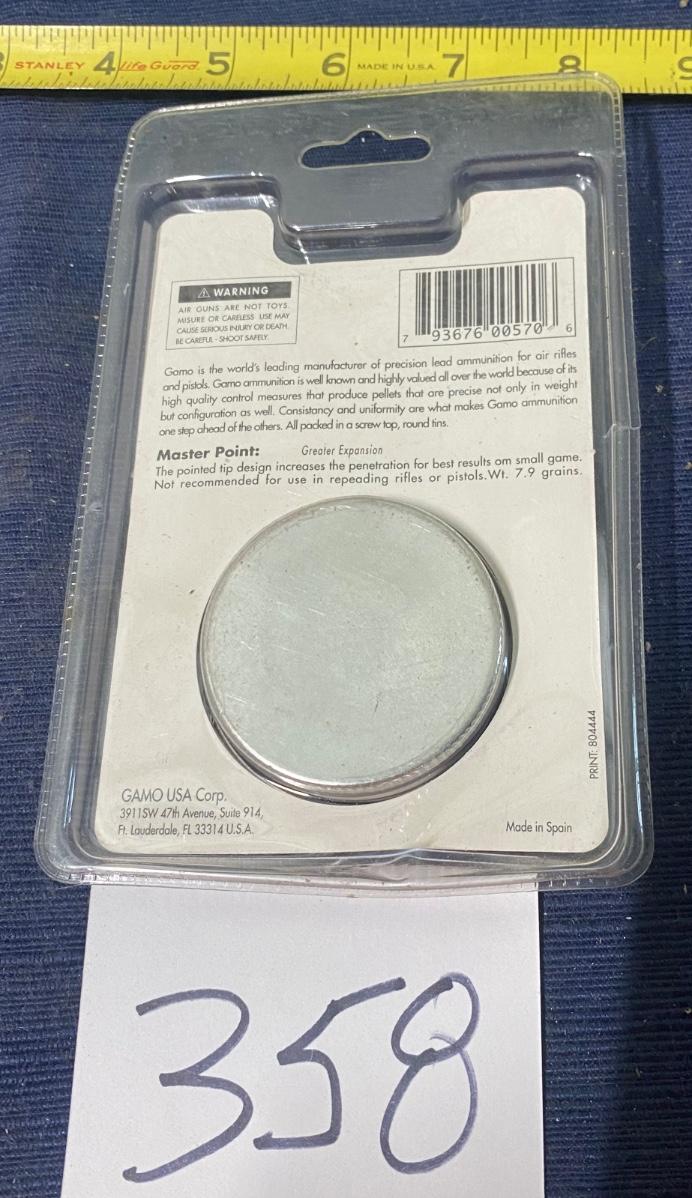 3 STANLEY 4 Life Guard 5 6 MADE IN U.S.A. 7 8 9
WARNING
AIR GUNS ARE NOT TOYS.
MISURE OR CARELESS USE MAY
CAUSE SERIOUS INJURY OR DEATH.
BE CAREFUL - SHOOT SAFELY.
7 93676 00570 6
Gamo is the world's leading manufacturer of precision lead ammunition for air rifles
and pistols. Gamo ammunition is well known and highly valued all over the world because of its
high quality control measures that produce pellets that are precise not only in weight
but configuration as well. Consistancy and uniformity are what makes Gamo ammunition
one step ahead of the others. All packed in a screw top, round tins.
Master Point: Greater Expansion
The pointed tip design increases the penetration for best results om small game.
Not recommended for use in repeading rifles or pistols.Wt. 7.9 grains.
PRINT: 804444
GAMO USA Corp.
3911SW 47th Avenue, Suite 914,
Ft. Lauderdale, FL 33314 U.S.A.
Made in Spain
358